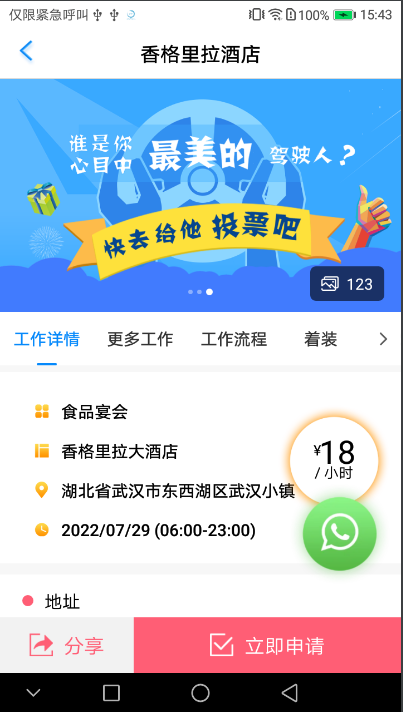 仅限紧急呼叫 100% 15:43
香格里拉酒店
谁是你
心目中 最美的 驾驶人?
快去给他 投票吧
123
工作详情 更多工作 工作流程 着装
食品宴会
香格里拉大酒店
¥18
/ 小时
湖北省武汉市东西湖区武汉小镇
2022/07/29 (06:00-23:00)
地址
分享 立即申请